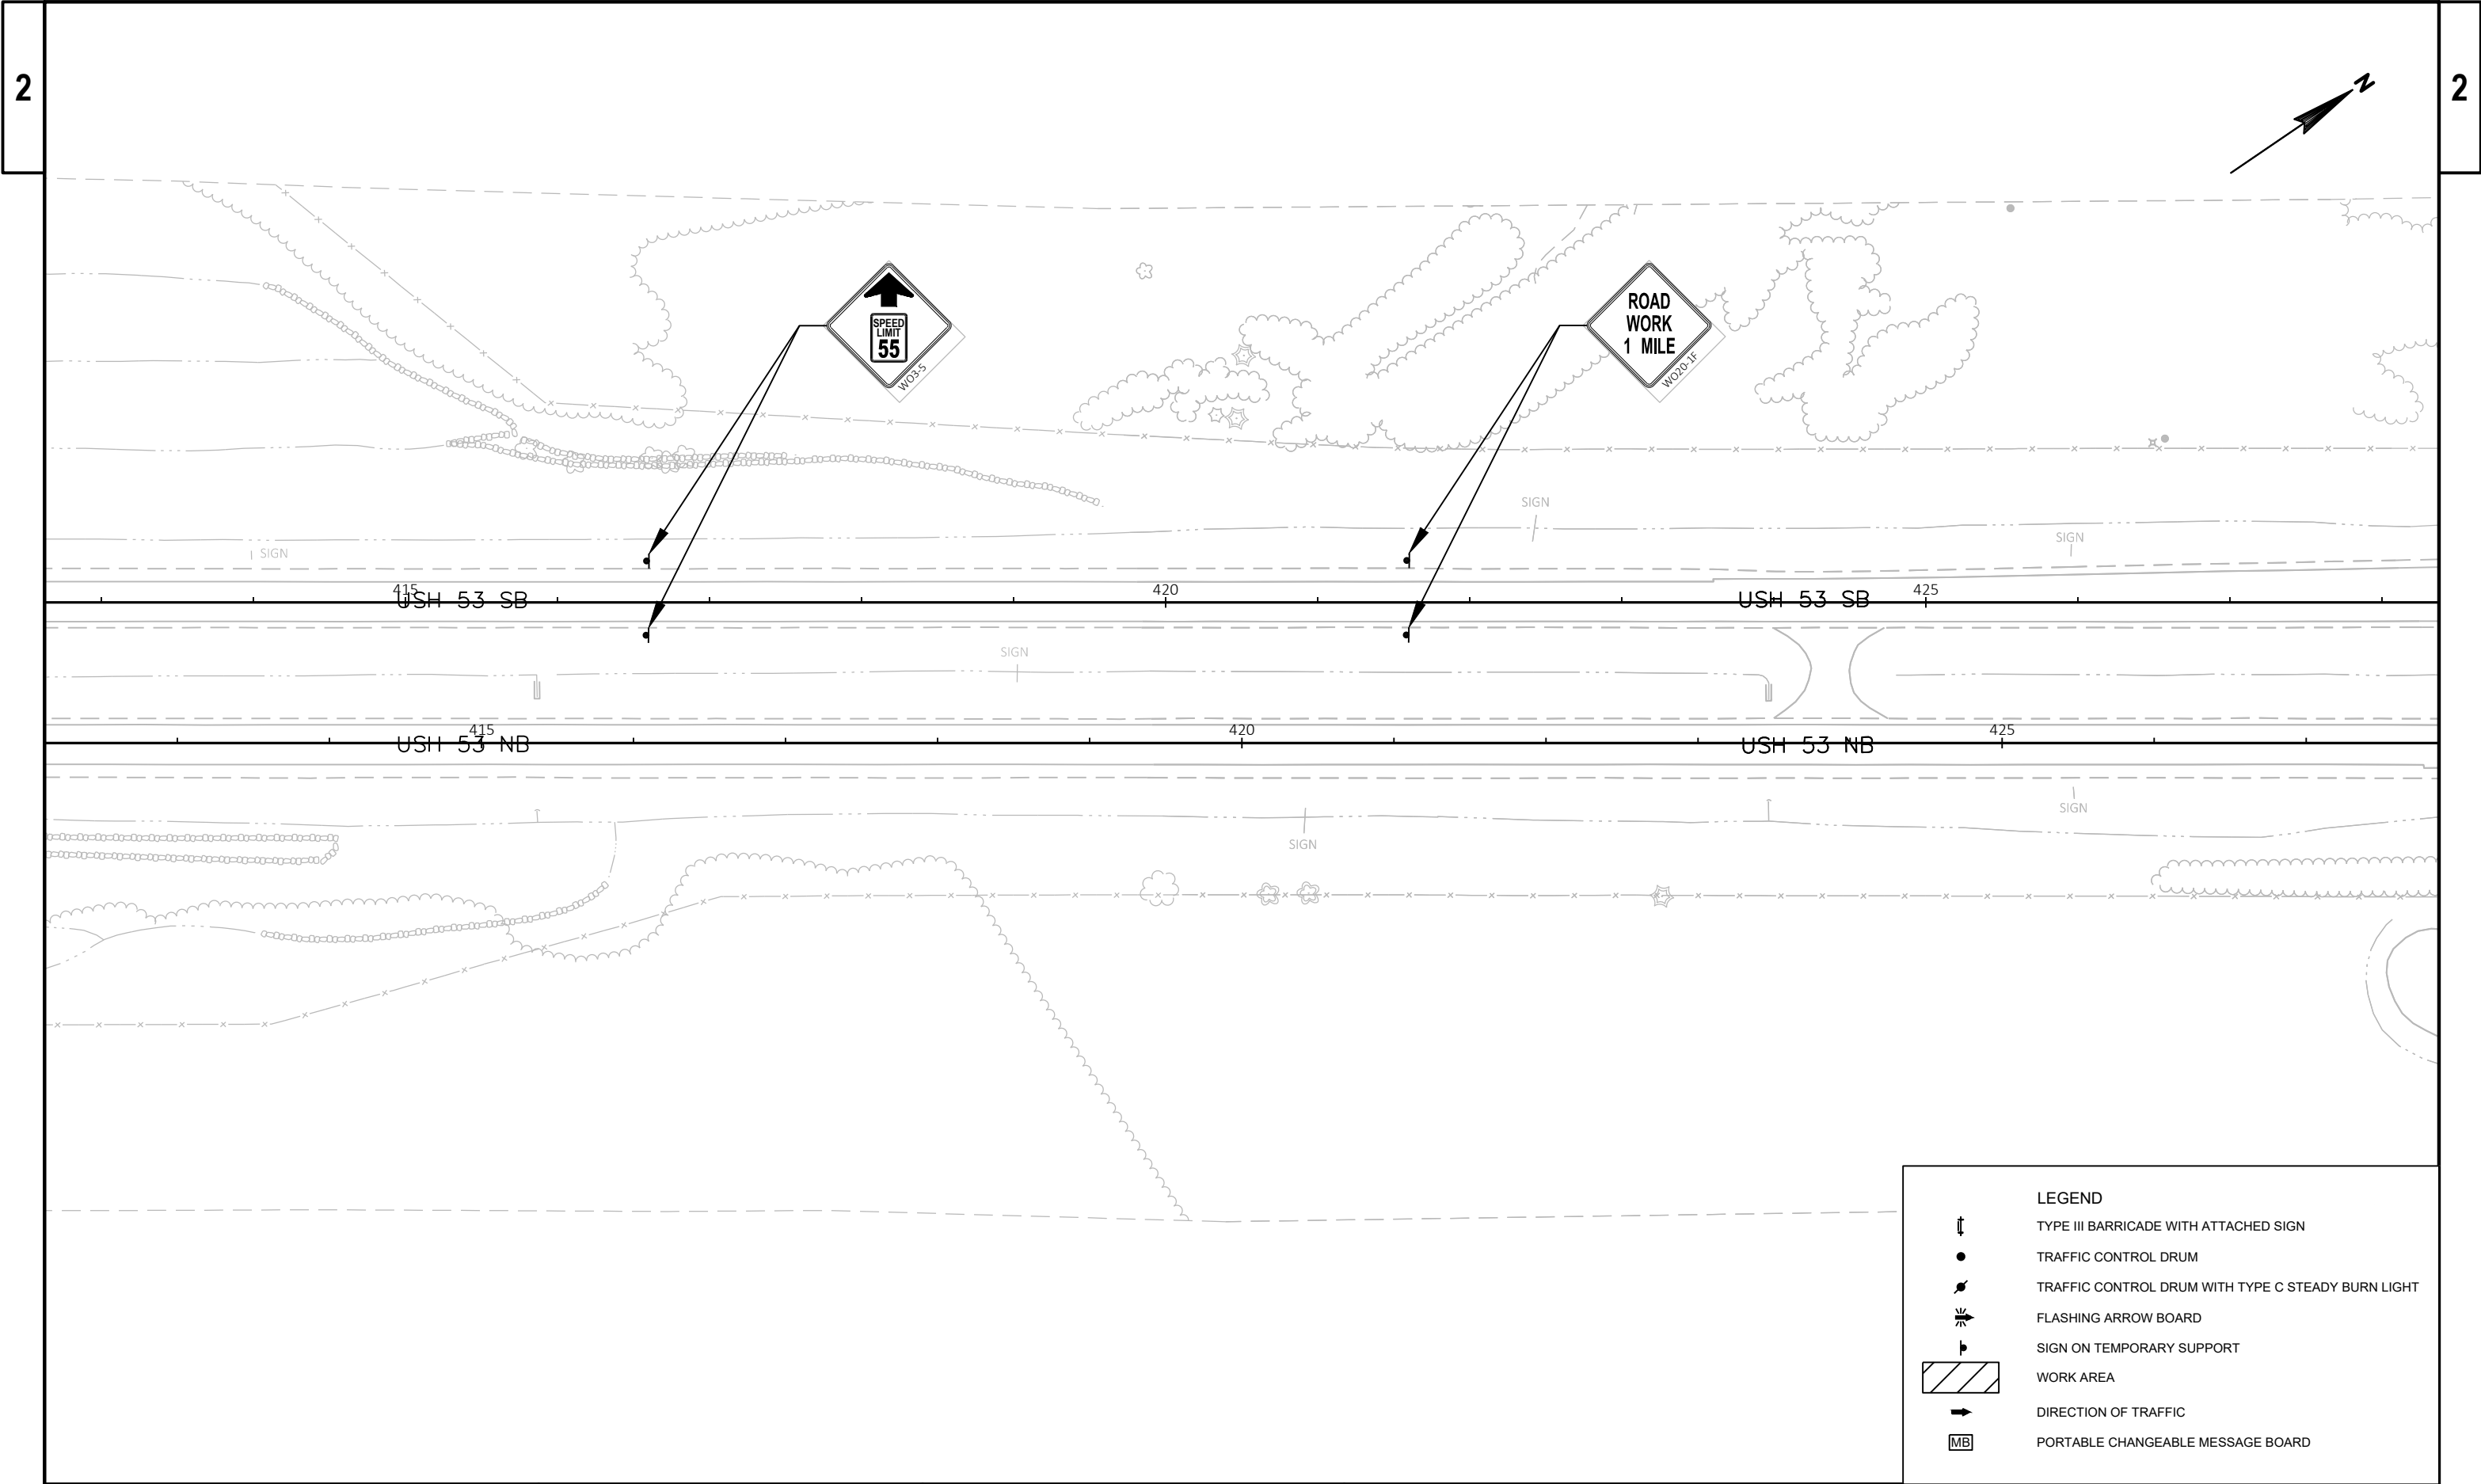 2
2
N
SPEED
LIMIT
55
WO3-5
ROAD
WORK
1 MILE
WO20-1F
SIGN
SIGN
SIGN
415
420
425
USH 53 SB
USH 53 SB
SIGN
415
420
425
USH 53 NB
USH 53 NB
SIGN
SIGN
LEGEND
TYPE III BARRICADE WITH ATTACHED SIGN
TRAFFIC CONTROL DRUM
TRAFFIC CONTROL DRUM WITH TYPE C STEADY BURN LIGHT
FLASHING ARROW BOARD
SIGN ON TEMPORARY SUPPORT
WORK AREA
DIRECTION OF TRAFFIC
MB PORTABLE CHANGEABLE MESSAGE BOARD